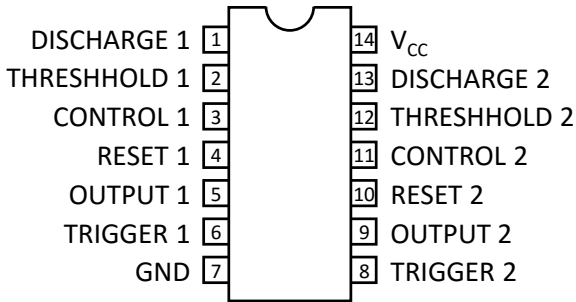 DISCHARGE 1 1
THRESHHOLD 1 2
CONTROL 1 3
RESET 1 4
OUTPUT 1 5
TRIGGER 1 6
GND 7
14 VCC
13 DISCHARGE 2
12 THRESHHOLD 2
11 CONTROL 2
10 RESET 2
9 OUTPUT 2
8 TRIGGER 2